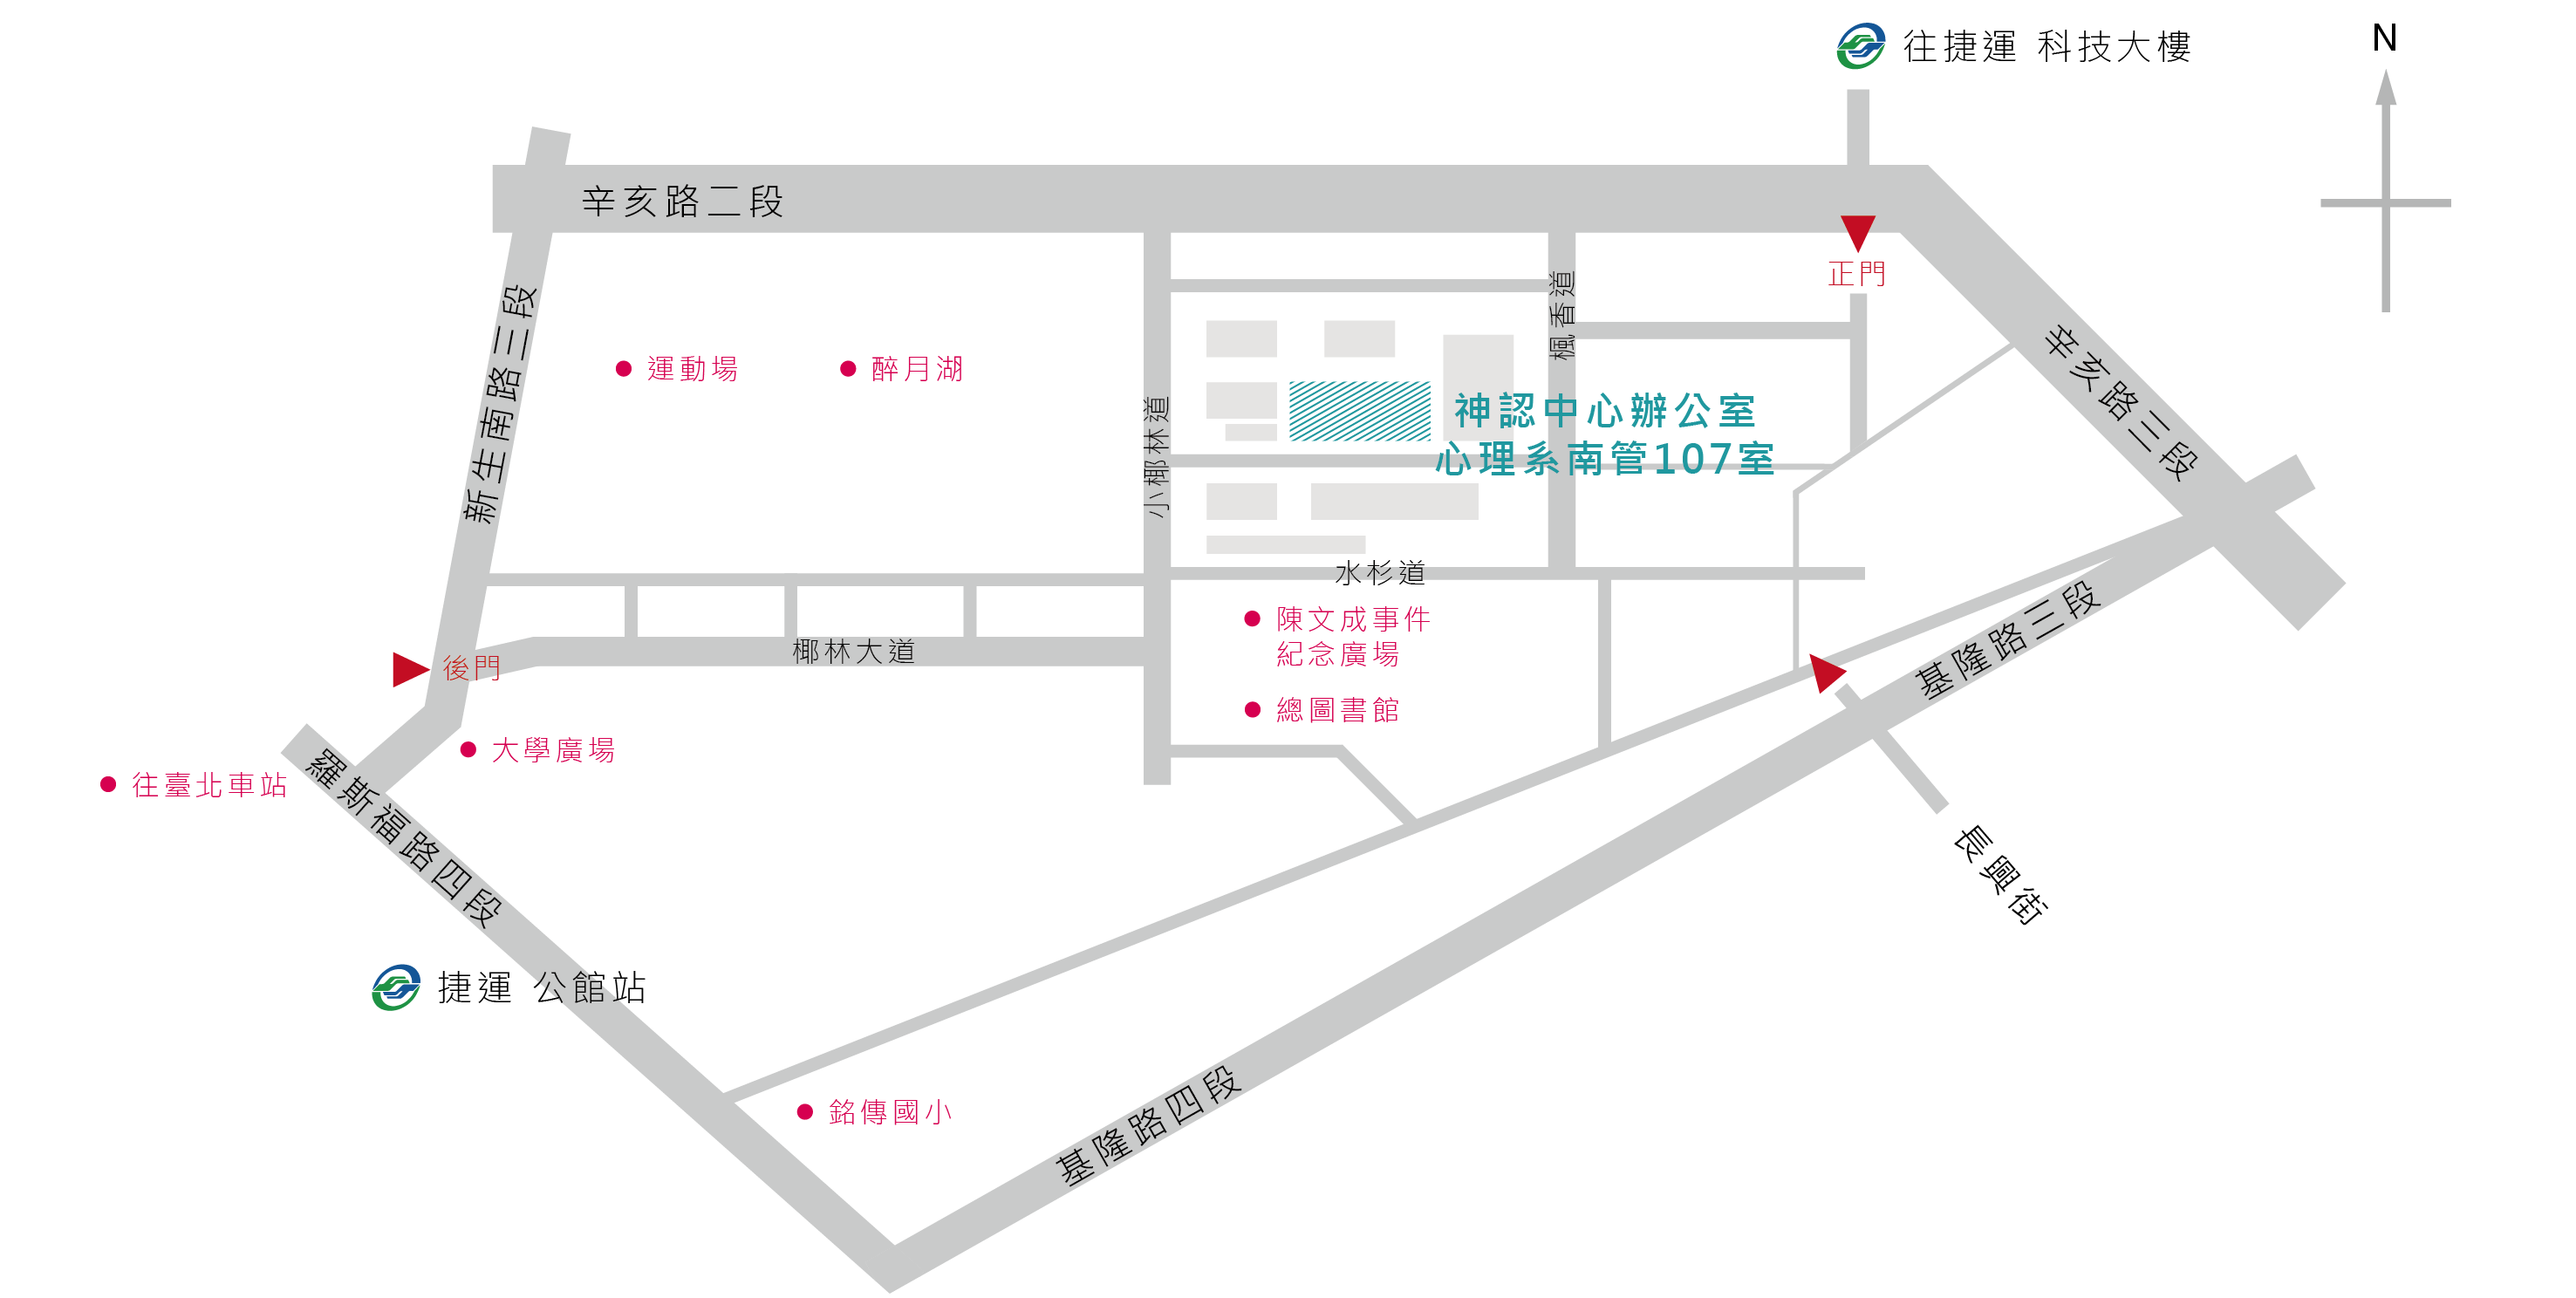 往捷運 科技大樓
N
辛亥路二段
正門
新生南路三段
楓香道
辛亥路三段
運動場
醉月湖
小椰林道
神認中心辦公室
心理系南管107室
水杉道
陳文成事件
紀念廣場
基隆路三段
椰林大道
後門
總圖書館
大學廣場
往臺北車站
羅斯福路四段
長興街
捷運 公館站
銘傳國小
基隆路四段